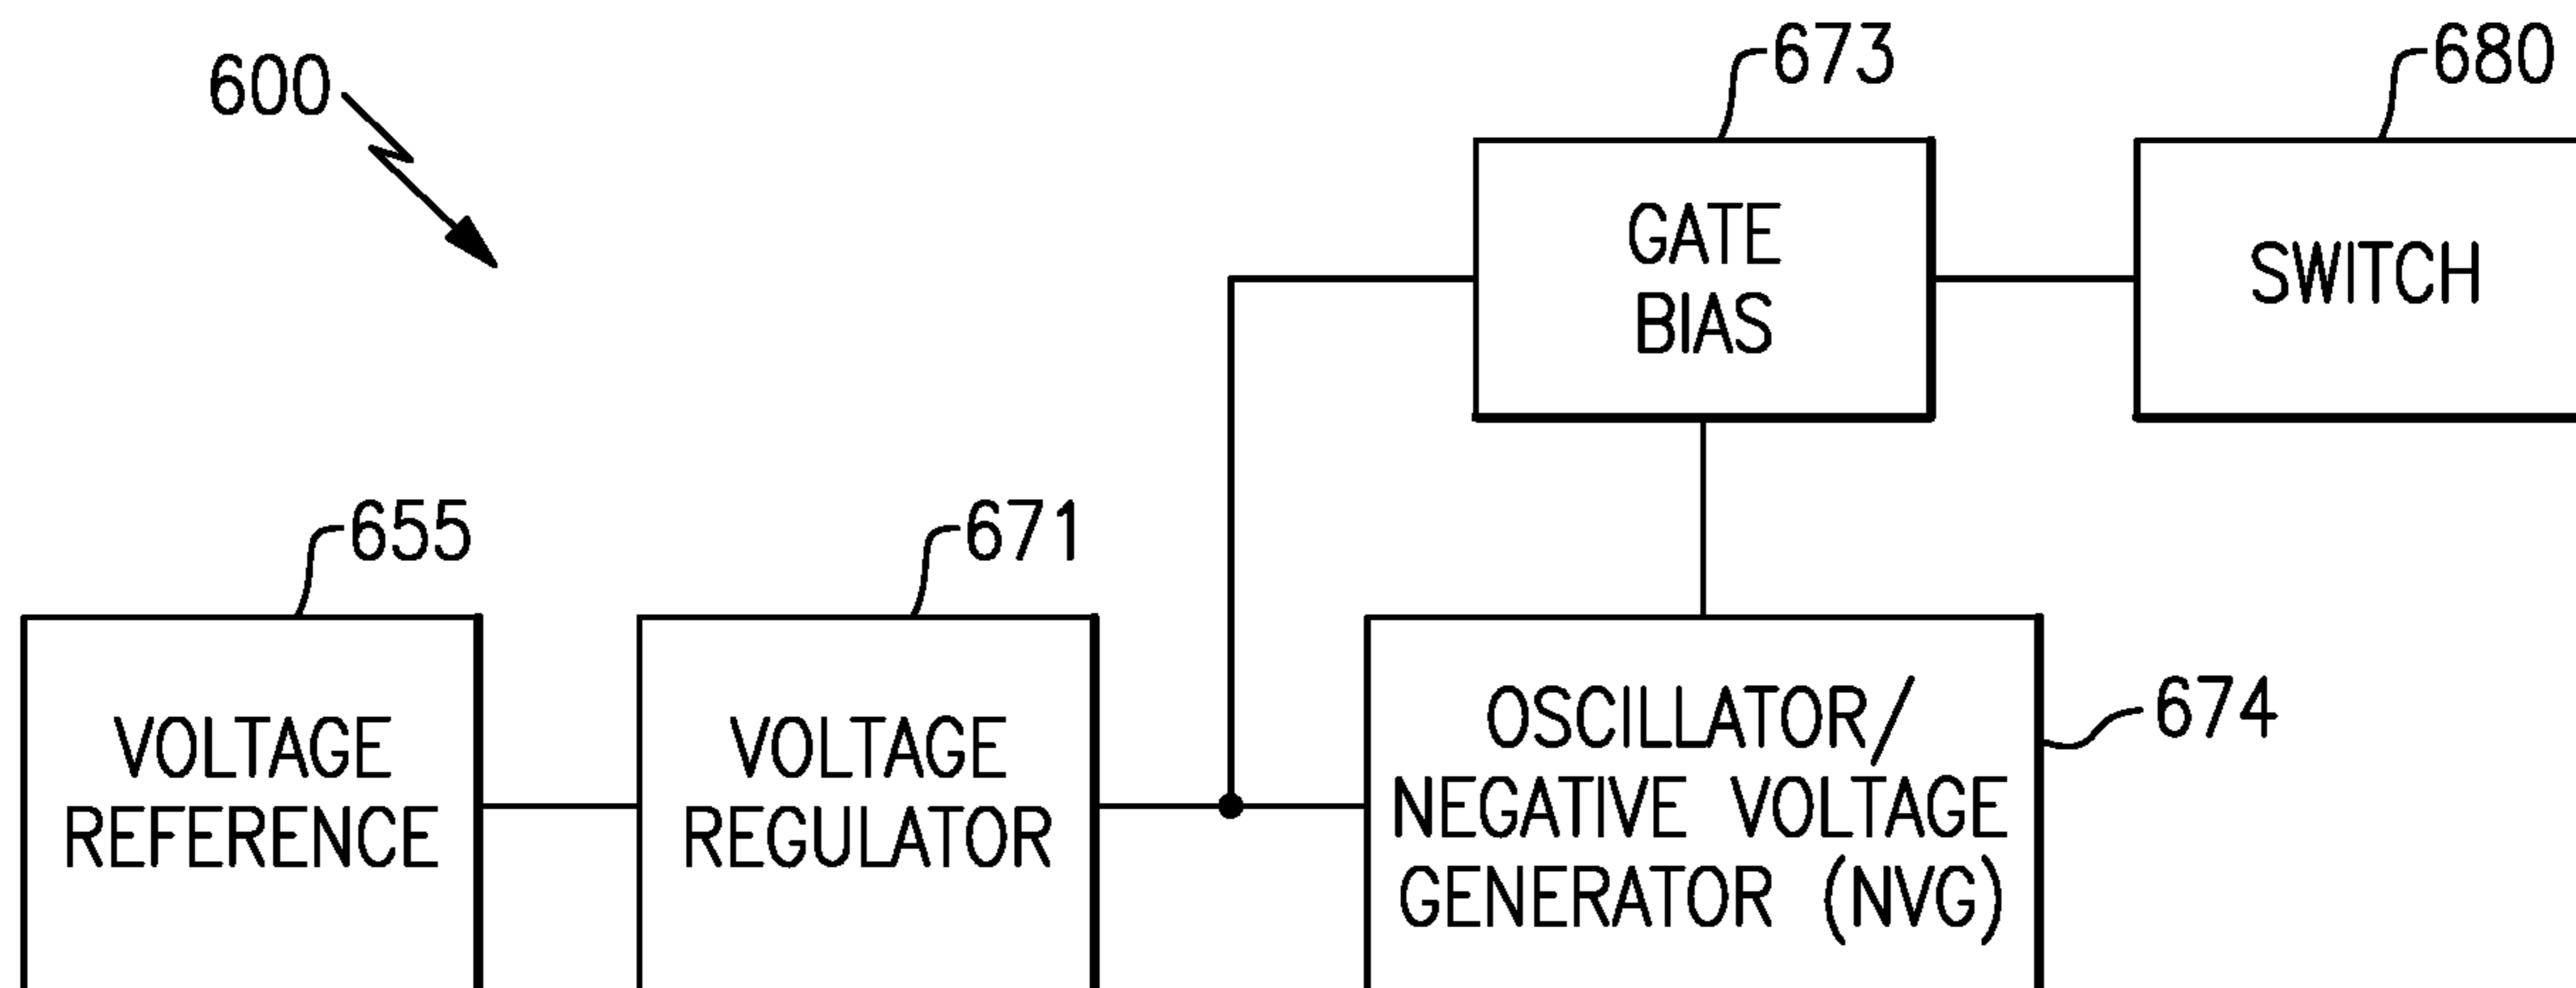 600
673
680
GATE
BIAS
SWITCH
655
671
674
VOLTAGE
REFERENCE
VOLTAGE
REGULATOR
OSCILLATOR/
NEGATIVE VOLTAGE
GENERATOR (NVG)